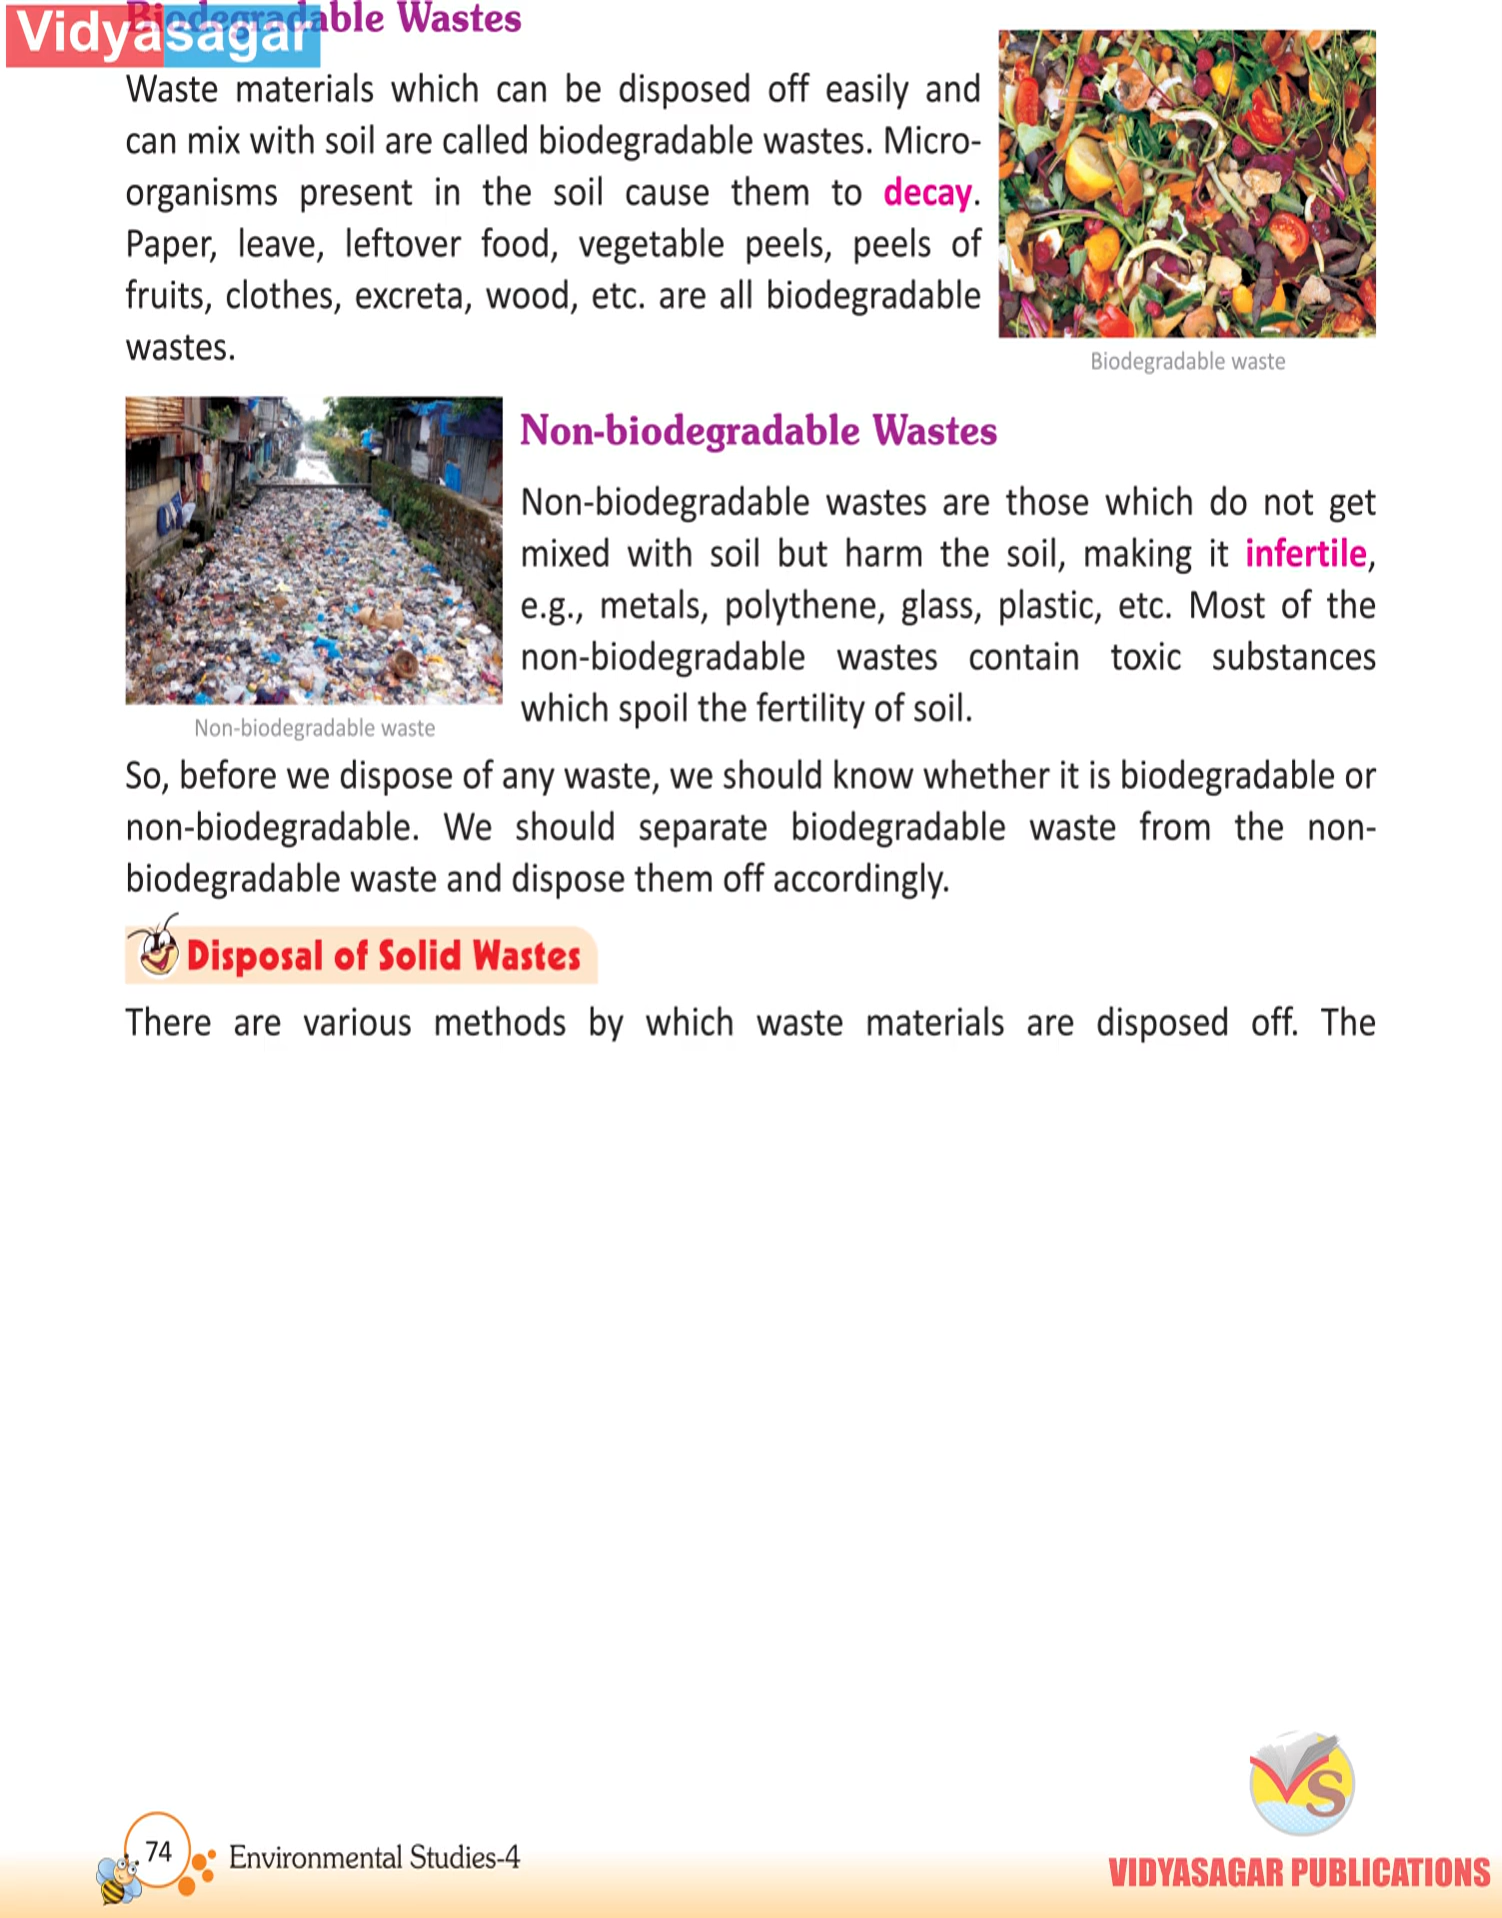 Vidyasagar
Biodegradable Wastes
Waste materials which can be disposed off easily and
can mix with soil are called biodegradable wastes. Micro-
organisms present in the soil cause them to decay.
Paper, leave, leftover food, vegetable peels, peels of
fruits, clothes, excreta, wood, etc. are all biodegradable
wastes.
Biodegradable waste
Non-biodegradable Wastes
Non-biodegradable wastes are those which do not get
mixed with soil but harm the soil, making it infertile,
e.g., metals, polythene, glass, plastic, etc. Most of the
non-biodegradable wastes contain toxic substances
which spoil the fertility of soil.
Non-biodegradable waste
So, before we dispose of any waste, we should know whether it is biodegradable or
non-biodegradable. We should separate biodegradable waste from the non-
biodegradable waste and dispose them off accordingly.
Disposal of Solid Wastes
There are various methods by which waste materials are disposed off. The
VS
74 Environmental Studies-4
VIDYASAGAR PUBLICATIONS